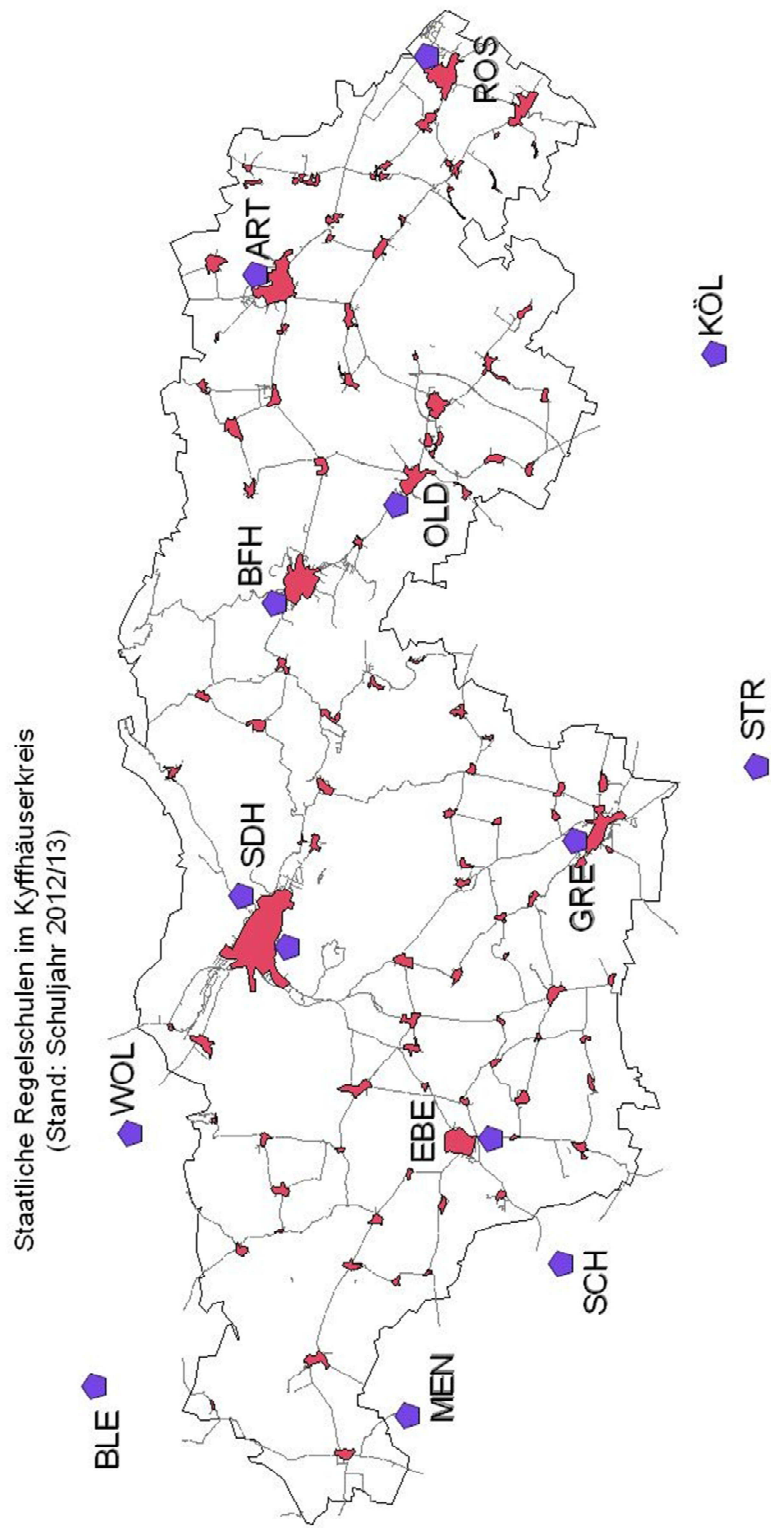 Staatliche Regelschulen im Kyffhäuserkreis
(Stand: Schuljahr 2012/13)
BLE
WOL
SDH
BFH
ART
ROS
MEN
SCH
EBE
GRE
OLD
STR
KÖL